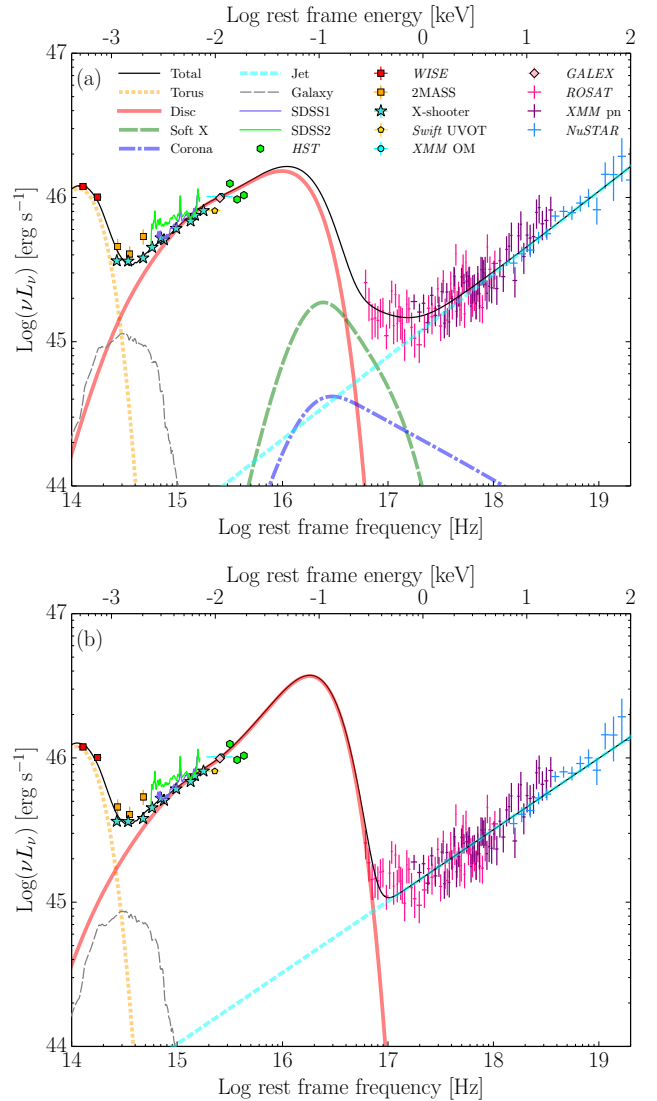 Log rest frame energy [keV]
-3 -2 -1 0 1 2
47
(a)
Total Jet WISE GALEX
Torus Galaxy 2MASS ROSAT
Disc SDSS1 X-shooter XMM pn
Soft X SDSS2 Swift UVOT NuSTAR
Corona HST XMM OM
46
Log(νLν) [erg s⁻¹]
45
44
14 15 16 17 18 19
Log rest frame frequency [Hz]
Log rest frame energy [keV]
-3 -2 -1 0 1 2
47
(b)
46
Log(νLν) [erg s⁻¹]
45
44
14 15 16 17 18 19
Log rest frame frequency [Hz]